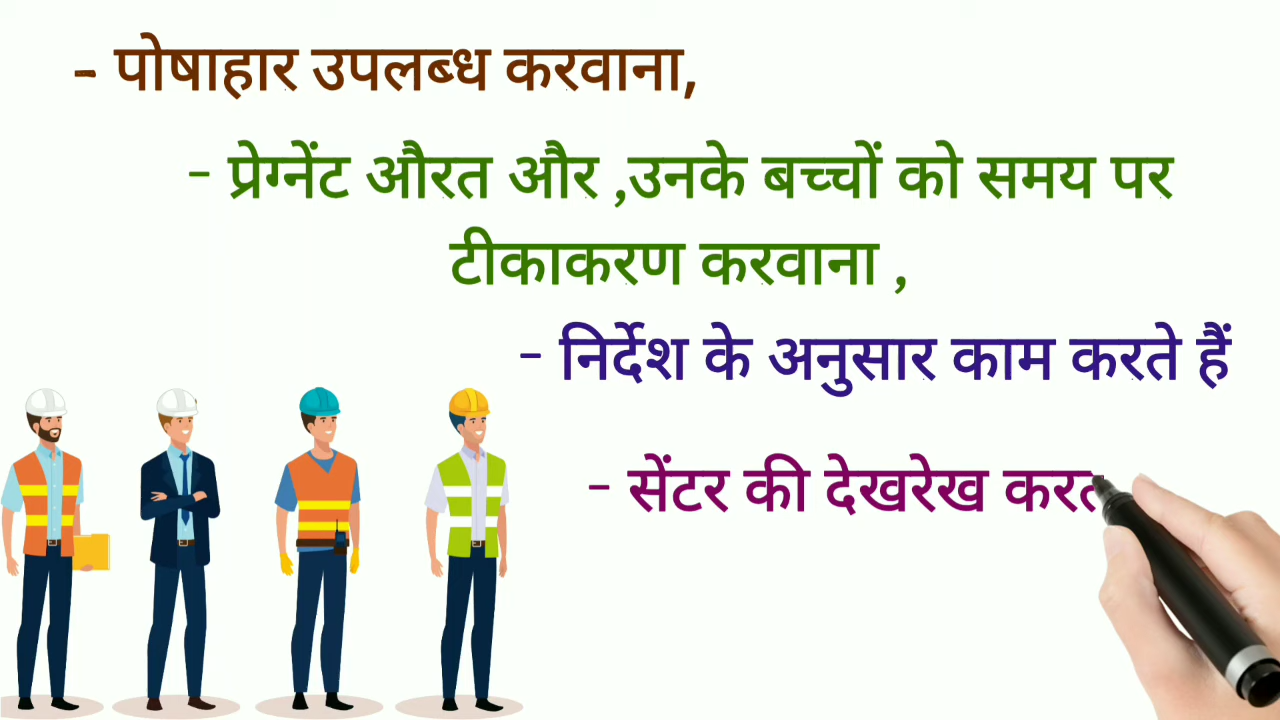 - पोषाहार उपलब्ध करवाना,
- प्रेग्नेंट औरत और ,उनके बच्चों को समय पर
टीकाकरण करवाना ,
- निर्देश के अनुसार काम करते हैं
- सेंटर की देखरेख करत